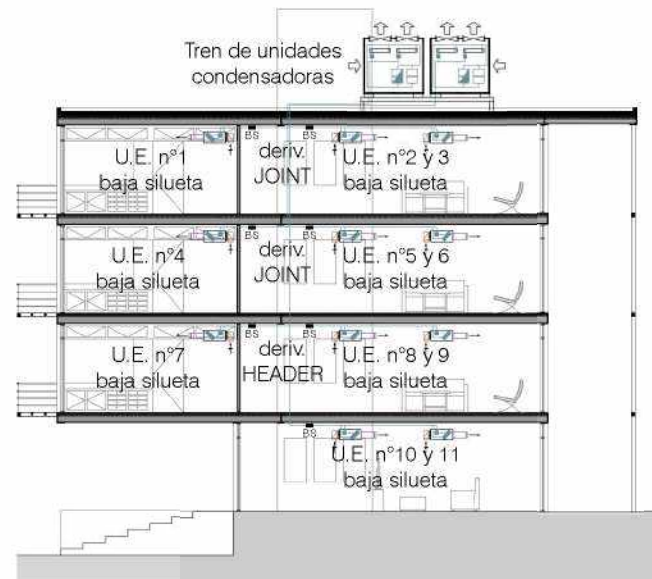 Tren de unidades
condensadoras
BS
BS
U.E. nº1
baja silueta
deriv.
JOINT
U.E. nº2 y 3
baja silueta
BS
BS
U.E. nº4
baja silueta
deriv.
JOINT
U.E. nº5 y 6
baja silueta
BS
BS
U.E. nº7
baja silueta
deriv.
HEADER
U.E. nº8 y 9
baja silueta
BS
U.E. nº10 y 11
baja silueta